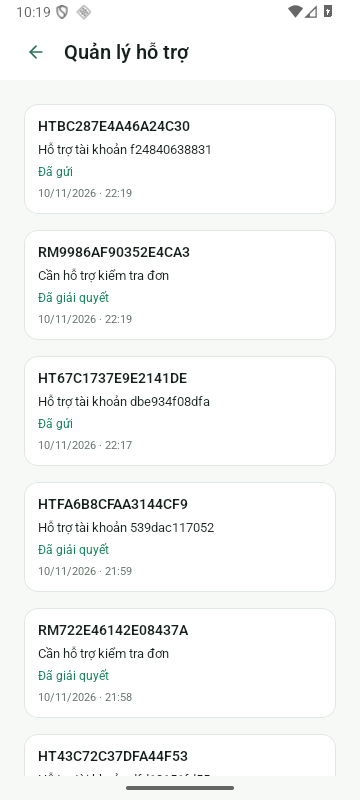 10:19
Quản lý hỗ trợ
HTBC287E4A46A24C30
Hỗ trợ tài khoản f24840638831
Đã gửi
10/11/2026 · 22:19
RM9986AF90352E4CA3
Cần hỗ trợ kiểm tra đơn
Đã giải quyết
10/11/2026 · 22:19
HT67C1737E9E2141DE
Hỗ trợ tài khoản dbe934f08dfa
Đã gửi
10/11/2026 · 22:17
HTFA6B8CFAA3144CF9
Hỗ trợ tài khoản 539dac117052
Đã giải quyết
10/11/2026 · 21:59
RM722E46142E08437A
Cần hỗ trợ kiểm tra đơn
Đã giải quyết
10/11/2026 · 21:58
HT43C72C37DFA44F53